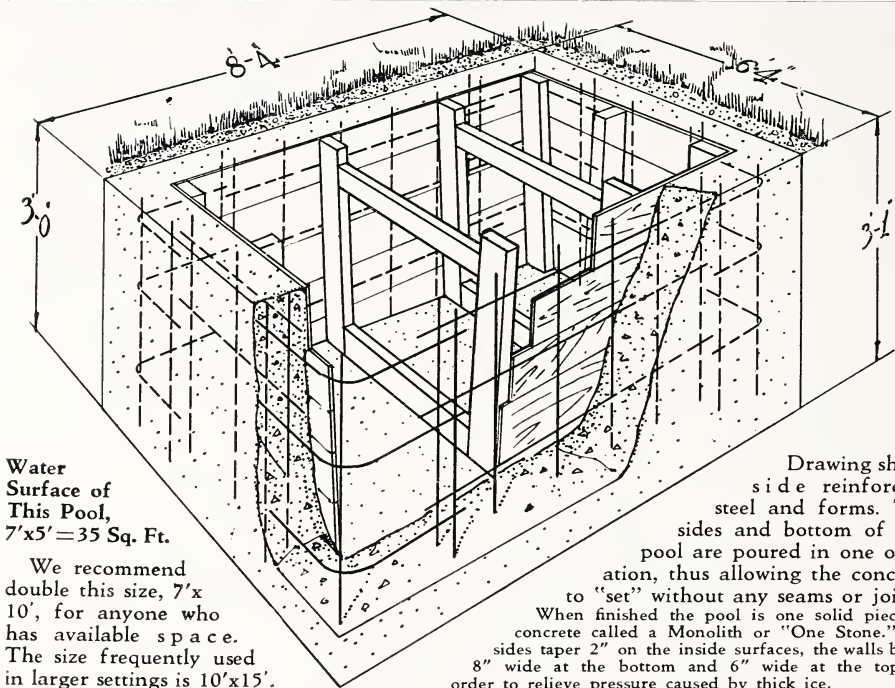 8'-4"
6'-4"
3'-0"
3'-1"
Water
Surface of
This Pool,
7'x5'=35 Sq. Ft.
We recommend
double this size, 7'x
10', for anyone who
has available space.
The size frequently used
in larger settings is 10'x15'.
Drawing sh
side reinforc
steel and forms.
sides and bottom of
pool are poured in one o
ation, thus allowing the conc
to "set" without any seams or joi
When finished the pool is one solid piec
concrete called a Monolith or "One Stone."
sides taper 2" on the inside surfaces, the walls b
8" wide at the bottom and 6" wide at the top
order to relieve pressure caused by thick ice.